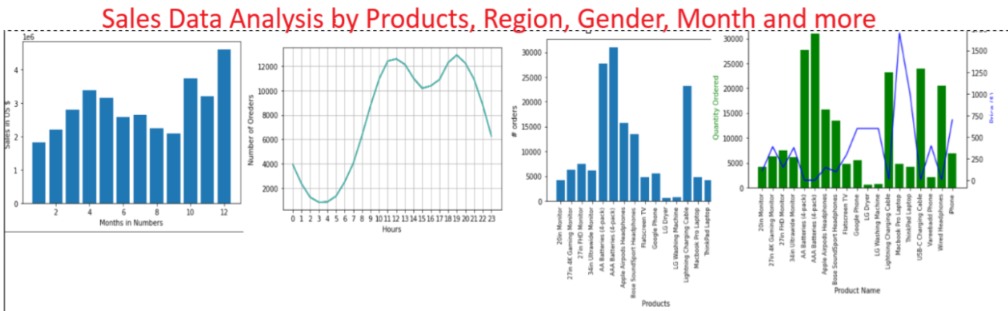 Sales Data Analysis by Products, Region, Gender, Month and more
1e6
4
3
2
1
0
Sales in US $
2 4 6 8 10 12
Months in Numbers
12000
10000
8000
6000
4000
2000
Number of Oreders
0 1 2 3 4 5 6 7 8 9 10 11 12 13 14 15 16 17 18 19 20 21 22 23
Hours
30000
25000
20000
15000
10000
5000
0
# orders
20in Monitor
27in 4K Gaming Monitor
27in FHD Monitor
34in Ultrawide Monitor
AA Batteries (4-pack)
AAA Batteries (4-pack)
Apple Airpods Headphones
Bose SoundSport Headphones
Flatscreen TV
Google Phone
LG Dryer
LG Washing Machine
Lightning Charging Cable
Macbook Pro Laptop
ThinkPad Laptop
Products
30000
25000
20000
15000
10000
5000
0
Quantity Ordered
1500
1250
1000
750
500
250
0
20in Monitor
27in 4K Gaming Monitor
27in FHD Monitor
34in Ultrawide Monitor
AA Batteries (4-pack)
AAA Batteries (4-pack)
Apple Airpods Headphones
Bose SoundSport Headphones
Flatscreen TV
Google Phone
LG Dryer
LG Washing Machine
Lightning Charging Cable
Macbook Pro Laptop
ThinkPad Laptop
USB-C Charging Cable
Vareebadd Phone
Wired Headphones
iPhone
Product Name